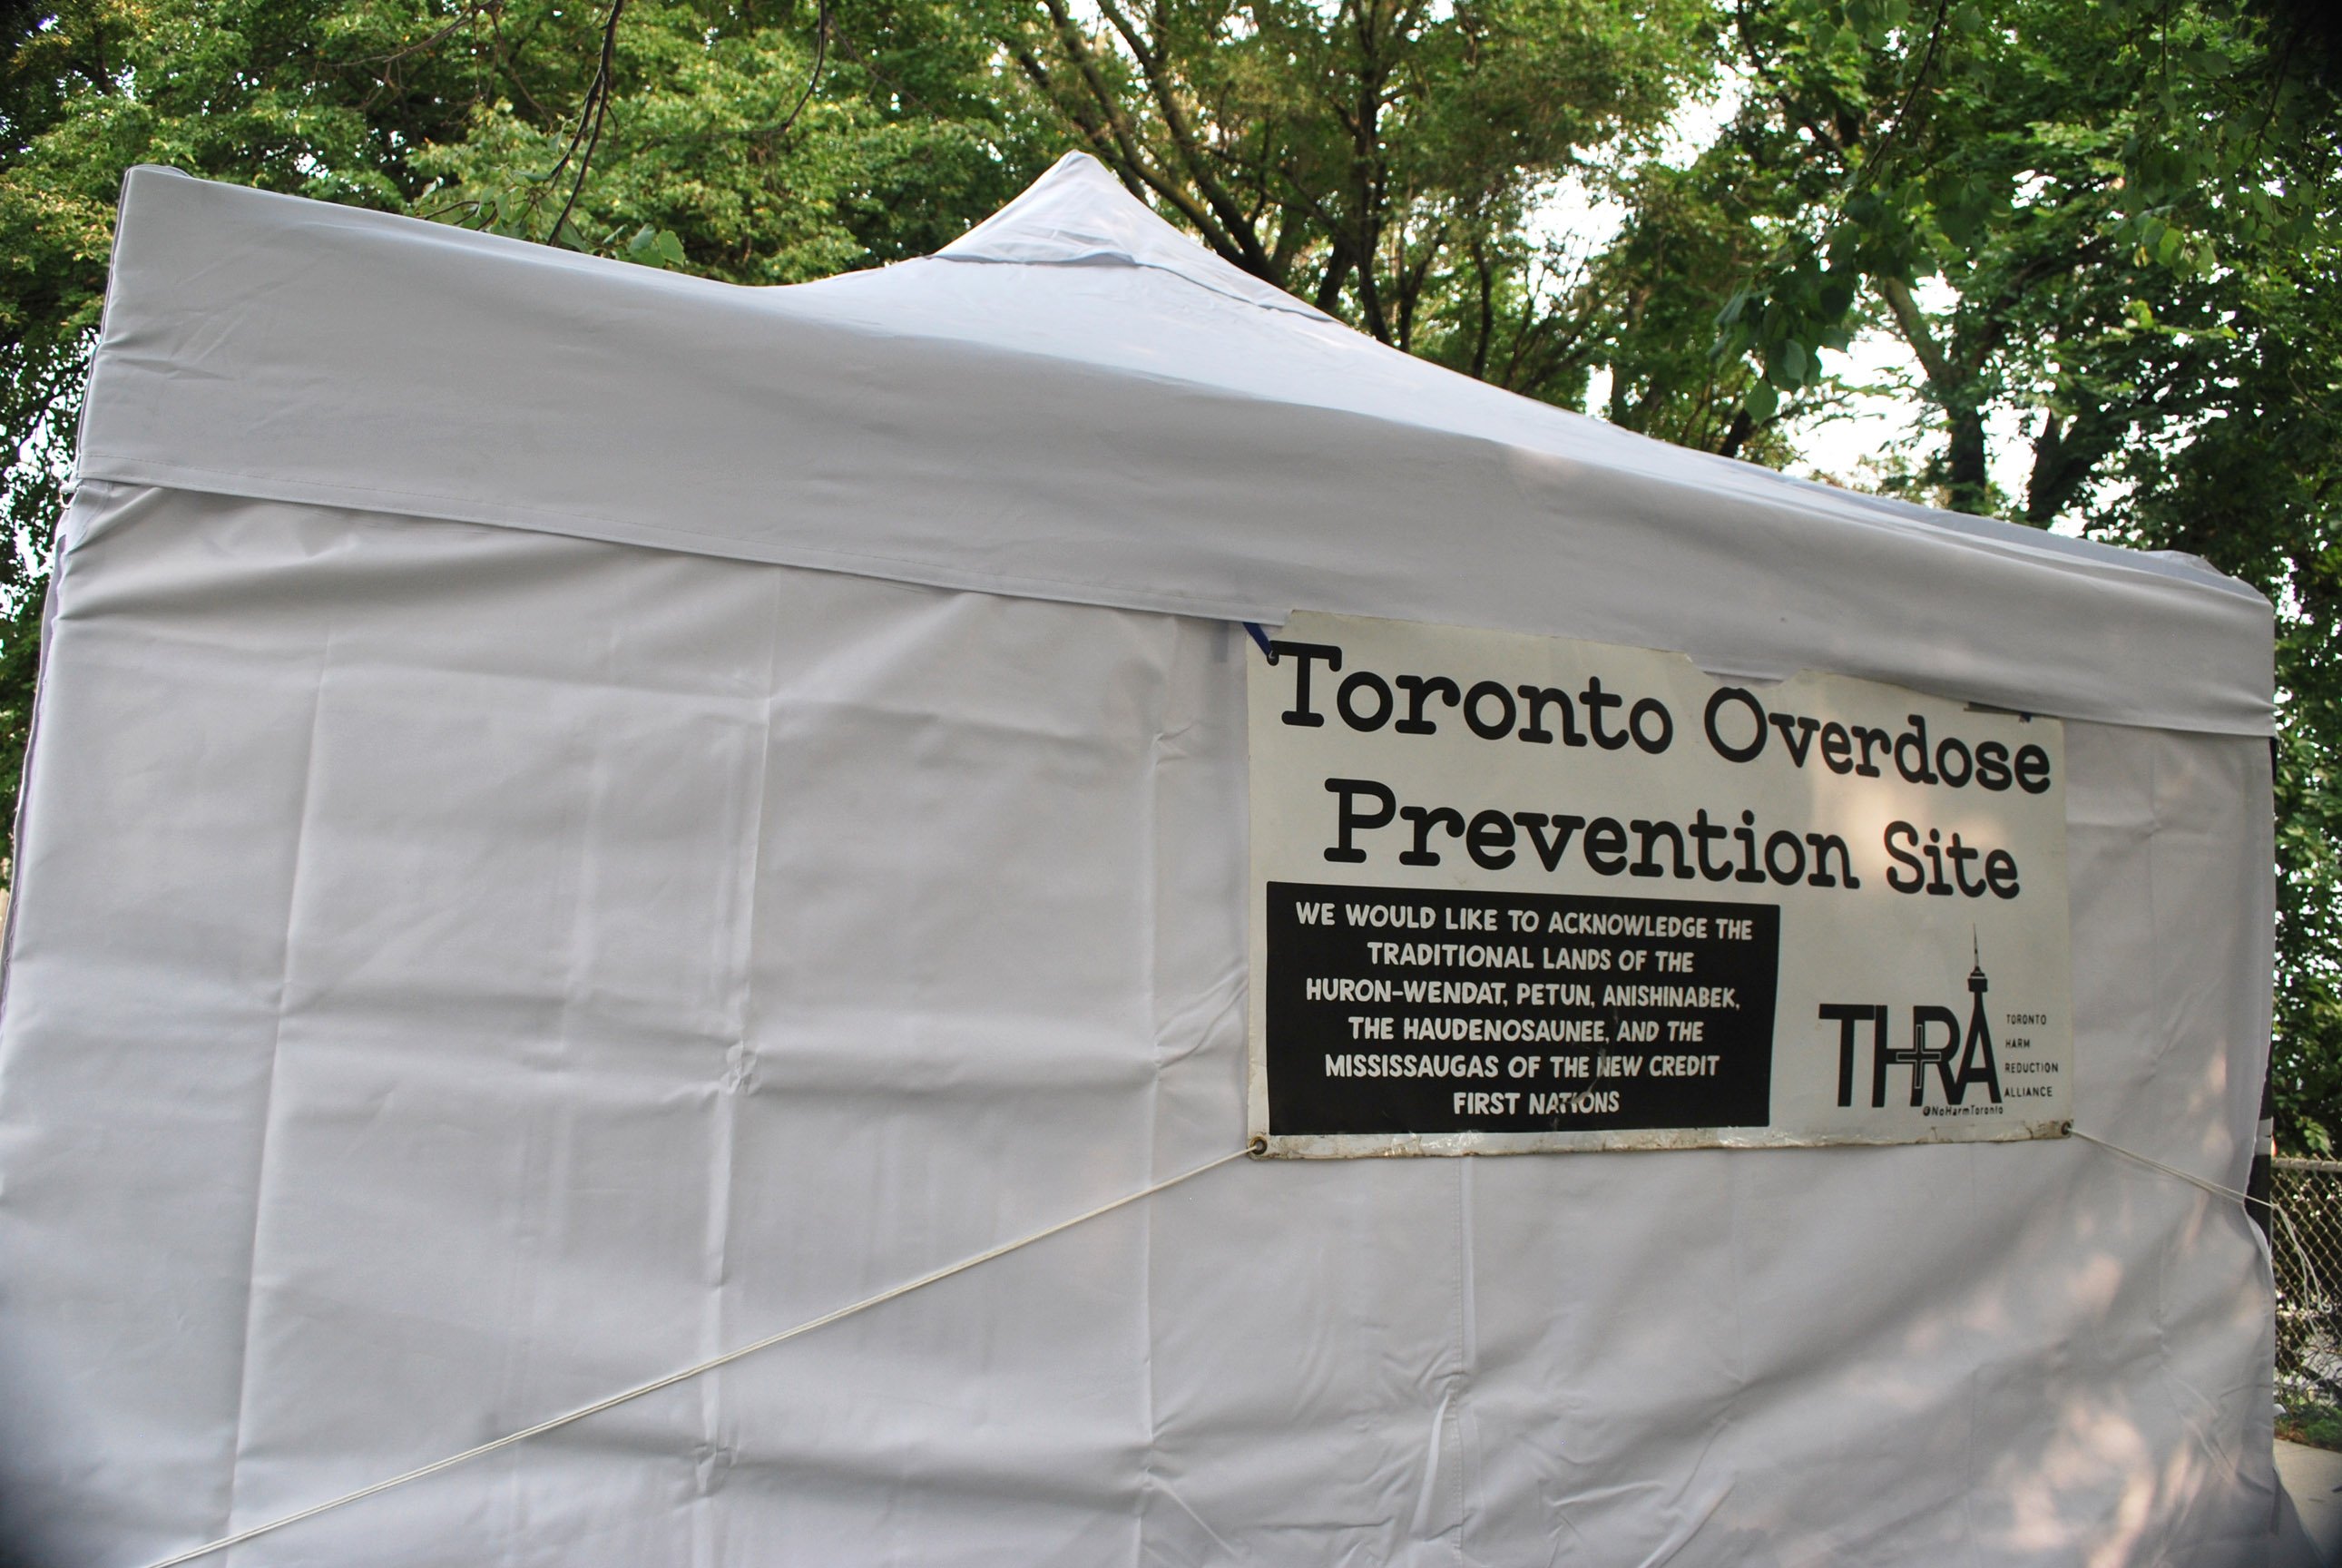 Toronto Overdose
Prevention Site
WE WOULD LIKE TO ACKNOWLEDGE THE
TRADITIONAL LANDS OF THE
HURON-WENDAT, PETUN, ANISHINABEK,
THE HAUDENOSAUNEE, AND THE
MISSISSAUGAS OF THE NEW CREDIT
FIRST NATIONS
THRA
TORONTO
HARM
REDUCTION
ALLIANCE
@NoHarmToronto